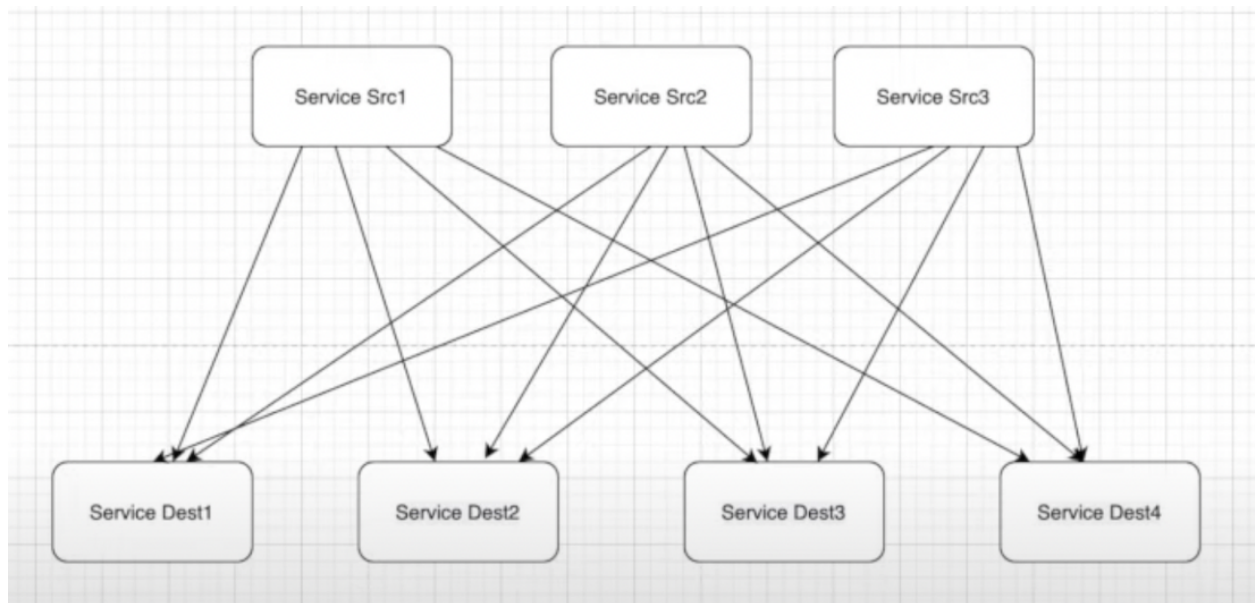 Service Src1
Service Src2
Service Src3
Service Dest1
Service Dest2
Service Dest3
Service Dest4